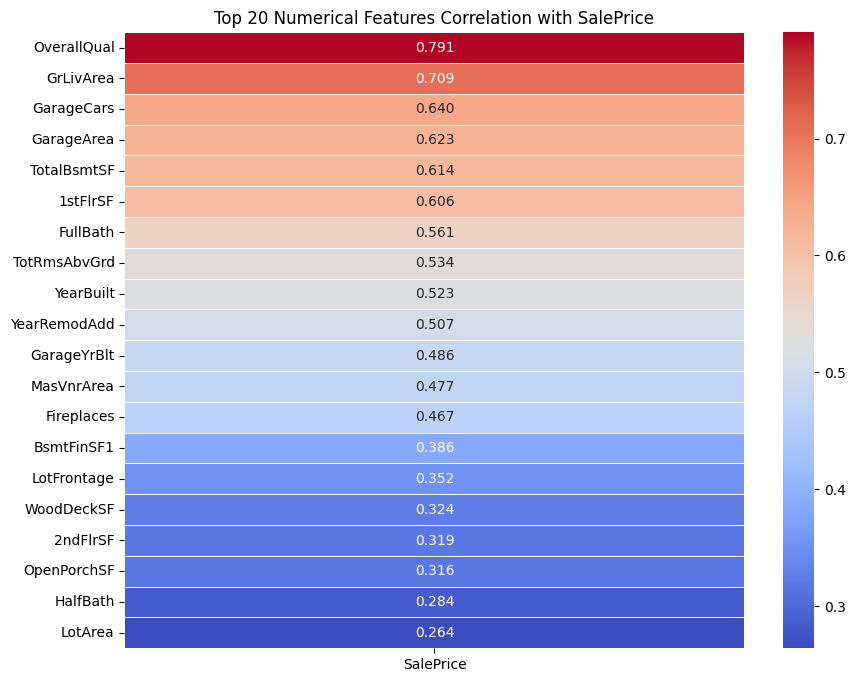 Top 20 Numerical Features Correlation with SalePrice
OverallQual 0.791
GrLivArea 0.709
GarageCars 0.640
GarageArea 0.623
TotalBsmtSF 0.614
1stFlrSF 0.606
FullBath 0.561
TotRmsAbvGrd 0.534
YearBuilt 0.523
YearRemodAdd 0.507
GarageYrBlt 0.486
MasVnrArea 0.477
Fireplaces 0.467
BsmtFinSF1 0.386
LotFrontage 0.352
WoodDeckSF 0.324
2ndFlrSF 0.319
OpenPorchSF 0.316
HalfBath 0.284
LotArea 0.264
SalePrice
0.7
0.6
0.5
0.4
0.3